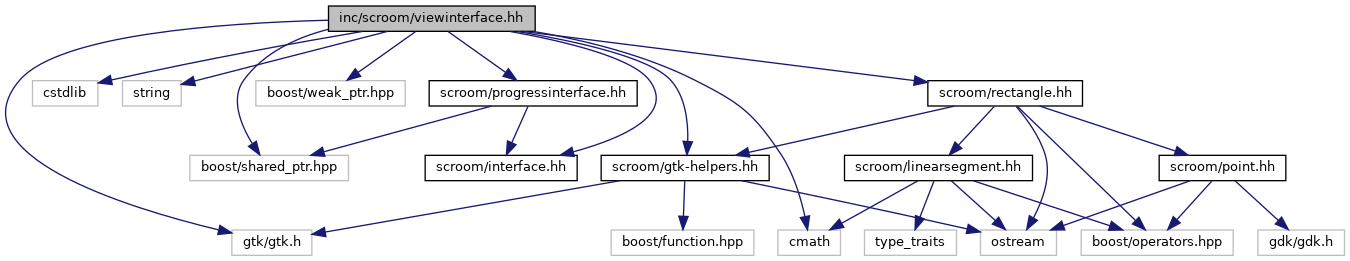 inc/scroom/viewinterface.hh
cstdlib
string
boost/weak_ptr.hpp
scroom/progressinterface.hh
scroom/rectangle.hh
boost/shared_ptr.hpp
scroom/interface.hh
scroom/gtk-helpers.hh
scroom/linearsegment.hh
scroom/point.hh
gtk/gtk.h
boost/function.hpp
cmath
type_traits
ostream
boost/operators.hpp
gdk/gdk.h